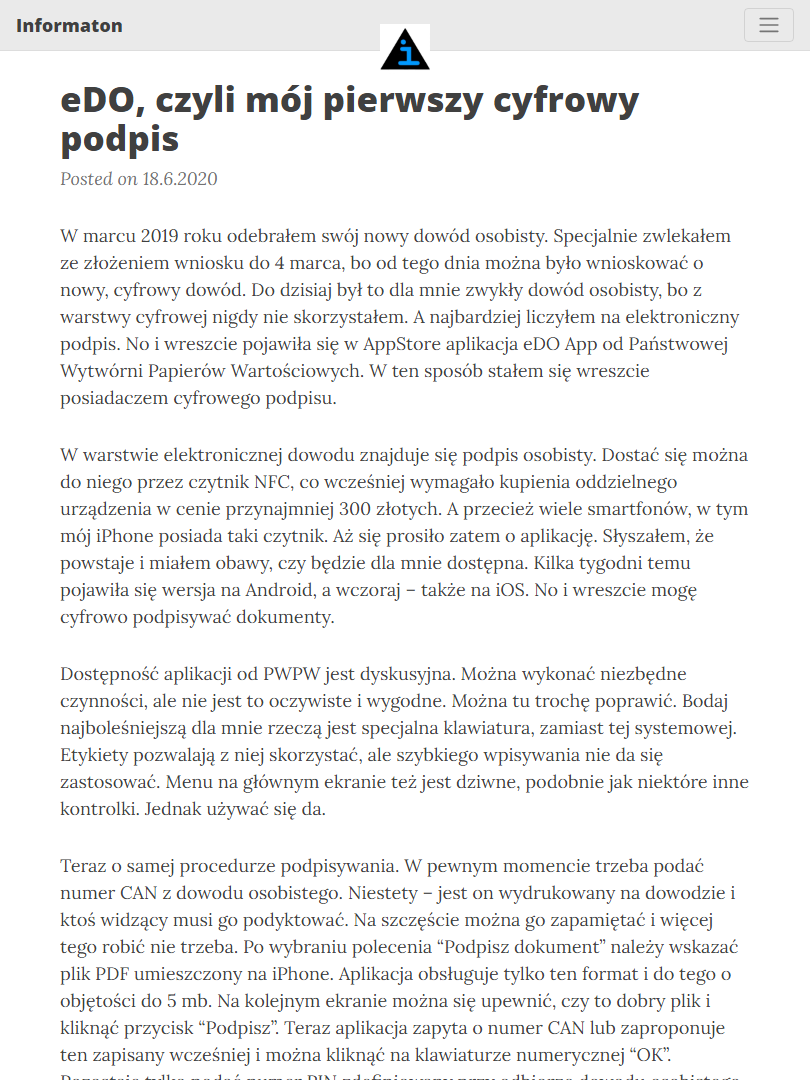 Informaton
i
eDO, czyli mój pierwszy cyfrowy
podpis
Posted on 18.6.2020
W marcu 2019 roku odebrałem swój nowy dowód osobisty. Specjalnie zwlekałem
ze złożeniem wniosku do 4 marca, bo od tego dnia można było wnioskować o
nowy, cyfrowy dowód. Do dzisiaj był to dla mnie zwykły dowód osobisty, bo z
warstwy cyfrowej nigdy nie skorzystałem. A najbardziej liczyłem na elektroniczny
podpis. No i wreszcie pojawiła się w AppStore aplikacja eDO App od Państwowej
Wytwórni Papierów Wartościowych. W ten sposób stałem się wreszcie
posiadaczem cyfrowego podpisu.
W warstwie elektronicznej dowodu znajduje się podpis osobisty. Dostać się można
do niego przez czytnik NFC, co wcześniej wymagało kupienia oddzielnego
urządzenia w cenie przynajmniej 300 złotych. A przecież wiele smartfonów, w tym
mój iPhone posiada taki czytnik. Aż się prosiło zatem o aplikację. Słyszałem, że
powstaje i miałem obawy, czy będzie dla mnie dostępna. Kilka tygodni temu
pojawiła się wersja na Android, a wczoraj – także na iOS. No i wreszcie mogę
cyfrowo podpisywać dokumenty.
Dostępność aplikacji od PWPW jest dyskusyjna. Można wykonać niezbędne
czynności, ale nie jest to oczywiste i wygodne. Można tu trochę poprawić. Bodaj
najboleśniejszą dla mnie rzeczą jest specjalna klawiatura, zamiast tej systemowej.
Etykiety pozwalają z niej skorzystać, ale szybkiego wpisywania nie da się
zastosować. Menu na głównym ekranie też jest dziwne, podobnie jak niektóre inne
kontrolki. Jednak używać się da.
Teraz o samej procedurze podpisywania. W pewnym momencie trzeba podać
numer CAN z dowodu osobistego. Niestety – jest on wydrukowany na dowodzie i
ktoś widzący musi go podyktować. Na szczęście można go zapamiętać i więcej
tego robić nie trzeba. Po wybraniu polecenia “Podpisz dokument” należy wskazać
plik PDF umieszczony na iPhone. Aplikacja obsługuje tylko ten format i do tego o
objętości do 5 mb. Na kolejnym ekranie można się upewnić, czy to dobry plik i
kliknąć przycisk “Podpisz”. Teraz aplikacja zapyta o numer CAN lub zaproponuje
ten zapisany wcześniej i można kliknąć na klawiaturze numerycznej “OK”.
Pozostaje tylko podać numer PIN zdefiniowany przy odbiorze dowodu osobistego